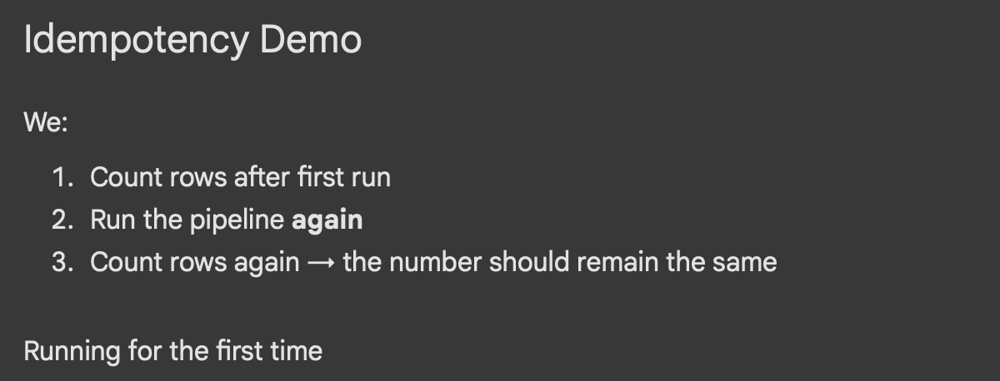 Idempotency Demo
We:
1. Count rows after first run
2. Run the pipeline again
3. Count rows again → the number should remain the same
Running for the first time